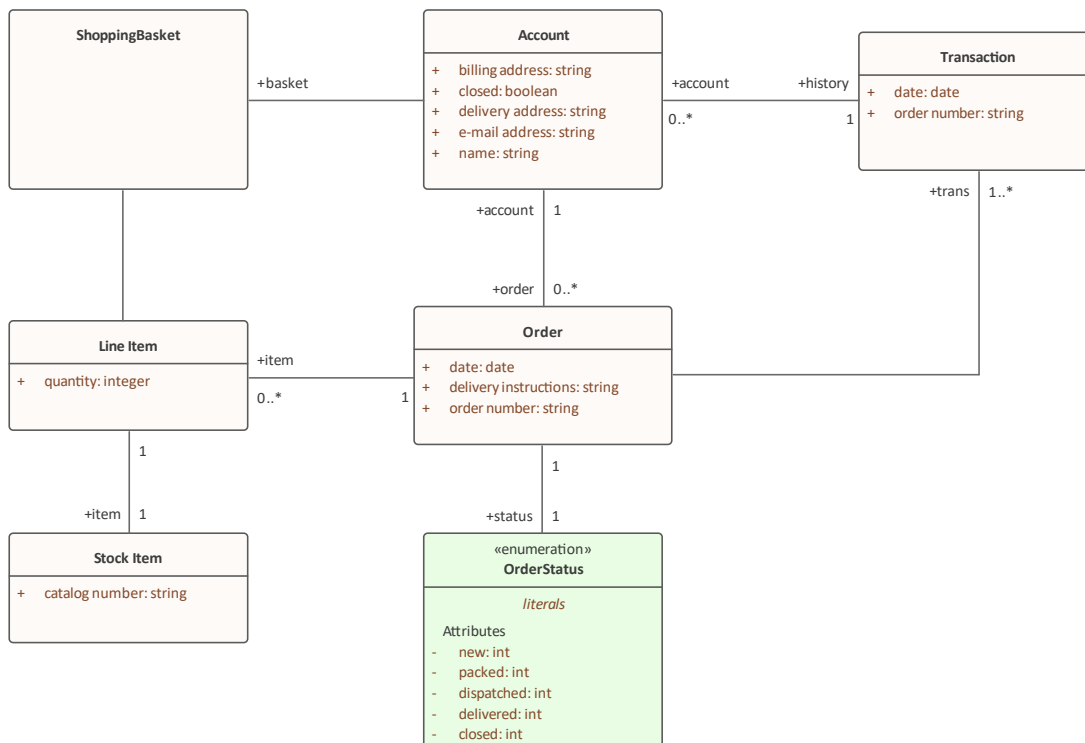 ShoppingBasket
+basket
Account
+ billing address: string
+ closed: boolean
+ delivery address: string
+ e-mail address: string
+ name: string
+account
0..*
+history
1
Transaction
+ date: date
+ order number: string
+trans
1..*
+account
1
+order
0..*
Line Item
+ quantity: integer
+item
0..*
1
Order
+ date: date
+ delivery instructions: string
+ order number: string
1
+item
1
Stock Item
+ catalog number: string
1
+status
1
«enumeration»
OrderStatus
literals
Attributes
- new: int
- packed: int
- dispatched: int
- delivered: int
- closed: int